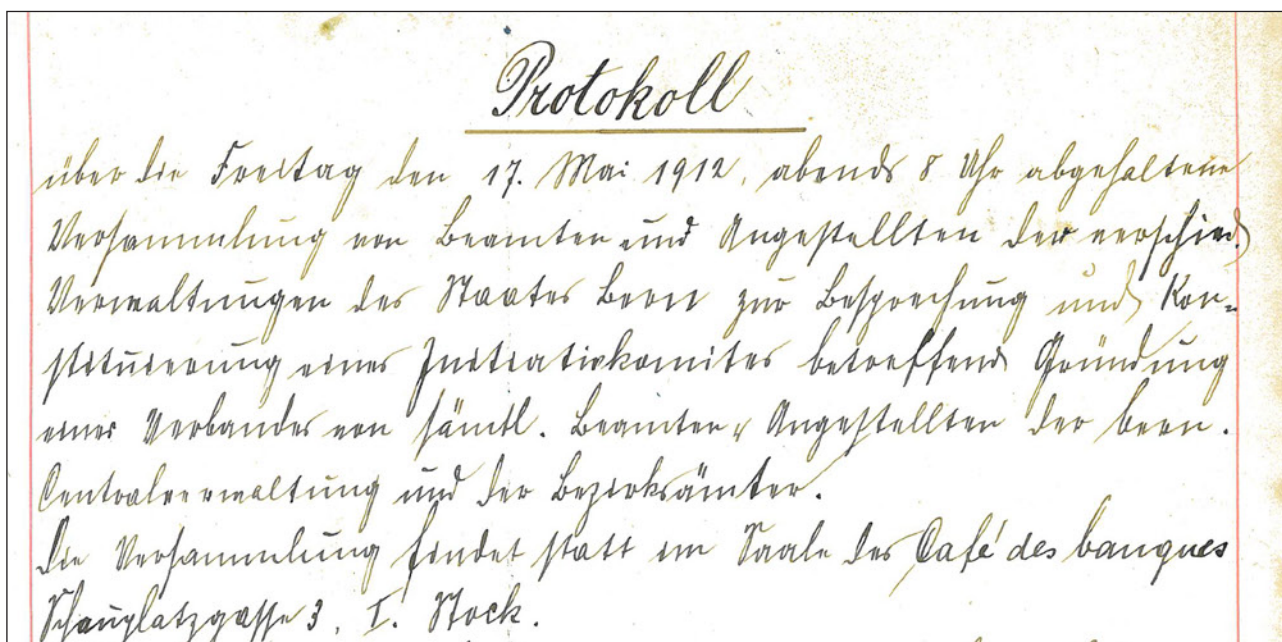 Protokoll
über die Freitag den 17. Mai 1912, abends 8 Uhr abgehaltene
Versammlung von Beamten und Angestellten der verschied.
Verwaltungen des Staates Bern zur Besprechung und Kon-
stituierung eines Initiativkomites betreffend Gründung
eines Verbandes von sämtl. Beamten & Angestellten der bern.
Centralverwaltung und der Bezirksämter.
Die Versammlung findet statt im Saale des Café des banques
Schauplatzgasse 3, I. Stock.